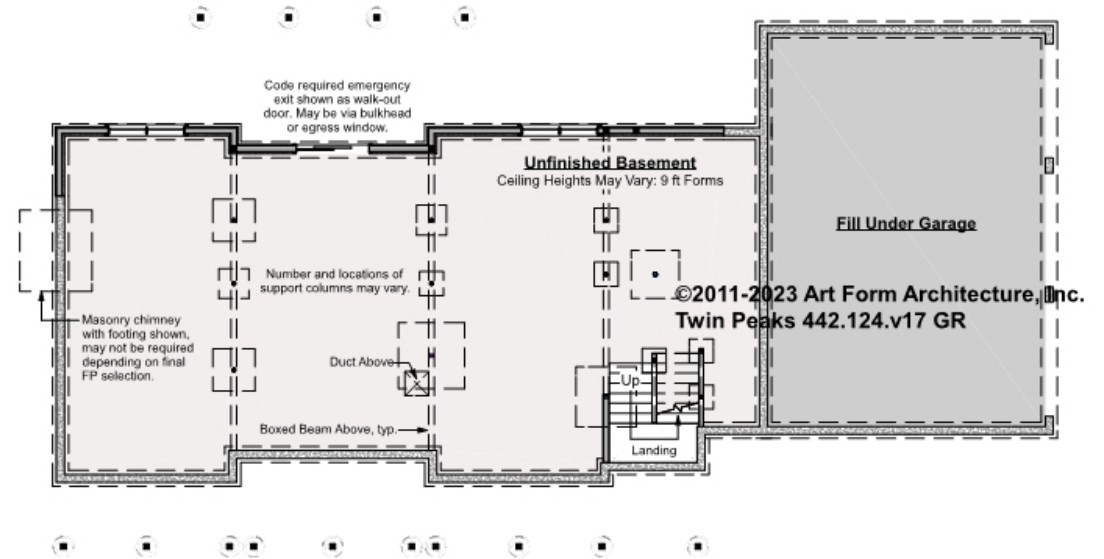 Code required emergency
exit shown as walk-out
door. May be via bulkhead
or egress window.
Unfinished Basement
Ceiling Heights May Vary: 9 ft Forms
Fill Under Garage
Number and locations of
support columns may vary.
©2011-2023 Art Form Architecture, Inc.
Twin Peaks 442.124.v17 GR
Masonry chimney
with footing shown,
may not be required
depending on final
FP selection.
Duct Above
Up
Boxed Beam Above, typ.
Landing